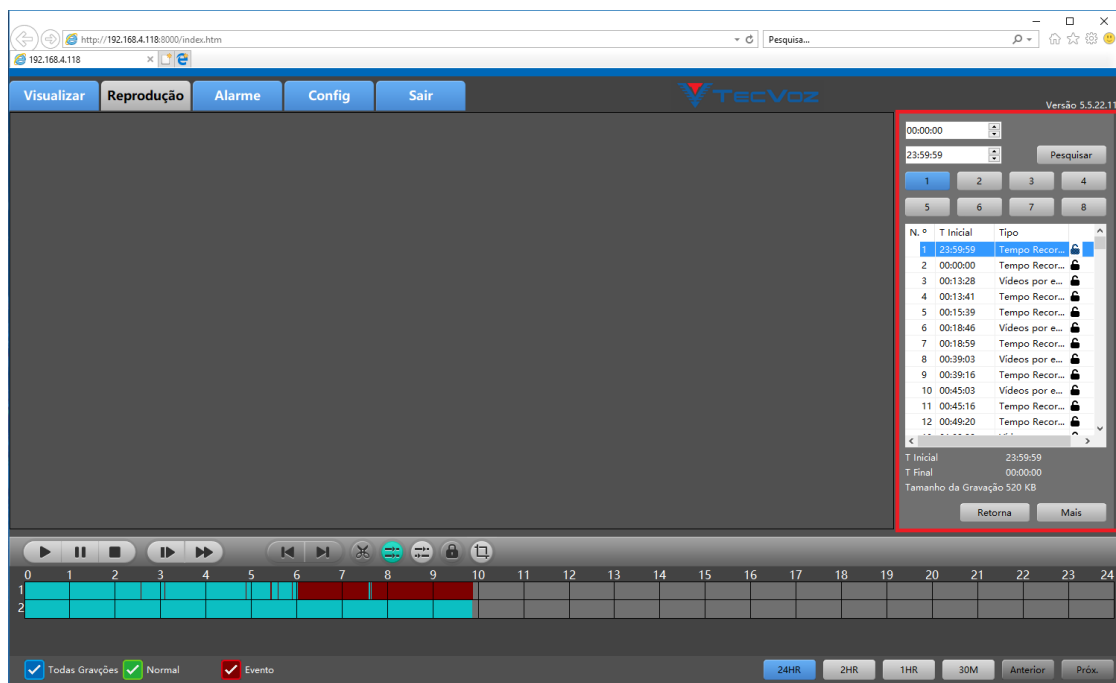 http://192.168.4.118:8000/index.htm
Pesquisa...
192.168.4.118
Visualizar Reprodução Alarme Config Sair
TECVOZ
Versão 5.5.22.11
00:00:00
23:59:59 Pesquisar
1 2 3 4
5 6 7 8
N. º T Inicial Tipo
1 23:59:59 Tempo Recor...
2 00:00:00 Tempo Recor...
3 00:13:28 Vídeos por e...
4 00:13:41 Tempo Recor...
5 00:15:39 Tempo Recor...
6 00:18:46 Vídeos por e...
7 00:18:59 Tempo Recor...
8 00:39:03 Vídeos por e...
9 00:39:16 Tempo Recor...
10 00:45:03 Vídeos por e...
11 00:45:16 Tempo Recor...
12 00:49:20 Tempo Recor...
T Inicial 23:59:59
T Final 00:00:00
Tamanho da Gravação 520 KB
Retorna Mais
0 1 2 3 4 5 6 7 8 9 10 11 12 13 14 15 16 17 18 19 20 21 22 23 24
1
2
Todas Gravções Normal Evento
24HR 2HR 1HR 30M Anterior Próx.